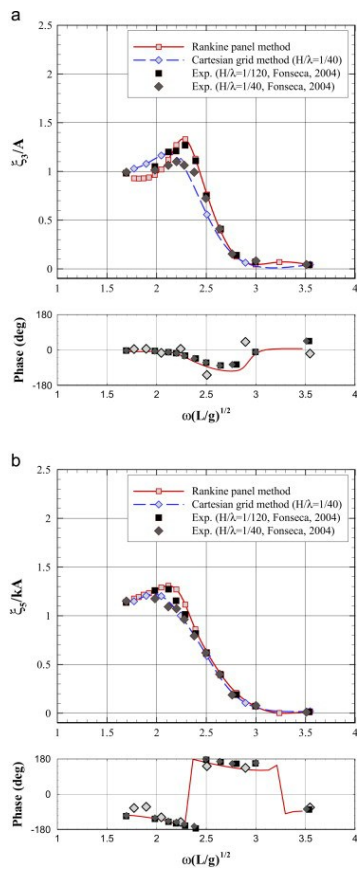 a
2.5
2
1.5
1
0.5
0
ξ3/A
Rankine panel method
Cartesian grid method (H/λ=1/40)
Exp. (H/λ=1/120, Fonseca, 2004)
Exp. (H/λ=1/40, Fonseca, 2004)
1 1.5 2 2.5 3 3.5 4
180
0
-180
Phase (deg)
1 1.5 2 2.5 3 3.5 4
ω(L/g)1/2
b
2.5
2
1.5
1
0.5
0
ξ5/kA
Rankine panel method
Cartesian grid method (H/λ=1/40)
Exp. (H/λ=1/120, Fonseca, 2004)
Exp. (H/λ=1/40, Fonseca, 2004)
1 1.5 2 2.5 3 3.5 4
180
0
-180
Phase (deg)
1 1.5 2 2.5 3 3.5 4
ω(L/g)1/2